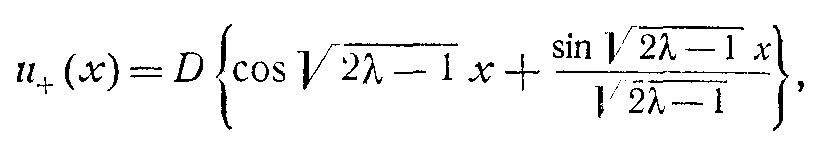 u₊(x) = D {cos √(2λ − 1) x + (sin √(2λ − 1) x) / √(2λ − 1)},